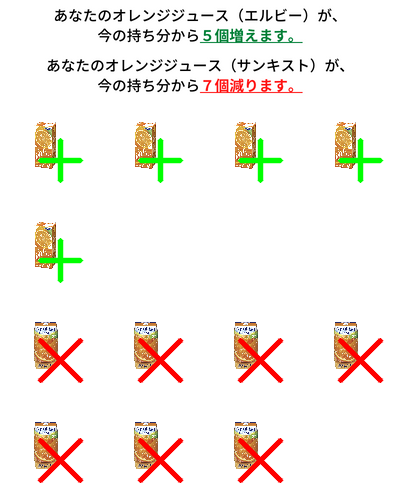 あなたのオレンジジュース（エルビー）が、
今の持ち分から５個増えます。
あなたのオレンジジュース（サンキスト）が、
今の持ち分から７個減ります。